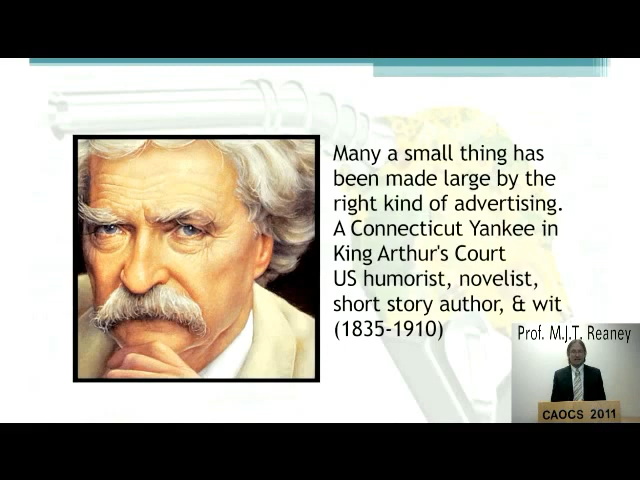 Many a small thing has
been made large by the
right kind of advertising.
A Connecticut Yankee in
King Arthur's Court
US humorist, novelist,
short story author, & wit
(1835-1910)
Prof. M.J.T. Reaney
CAOCS 2011